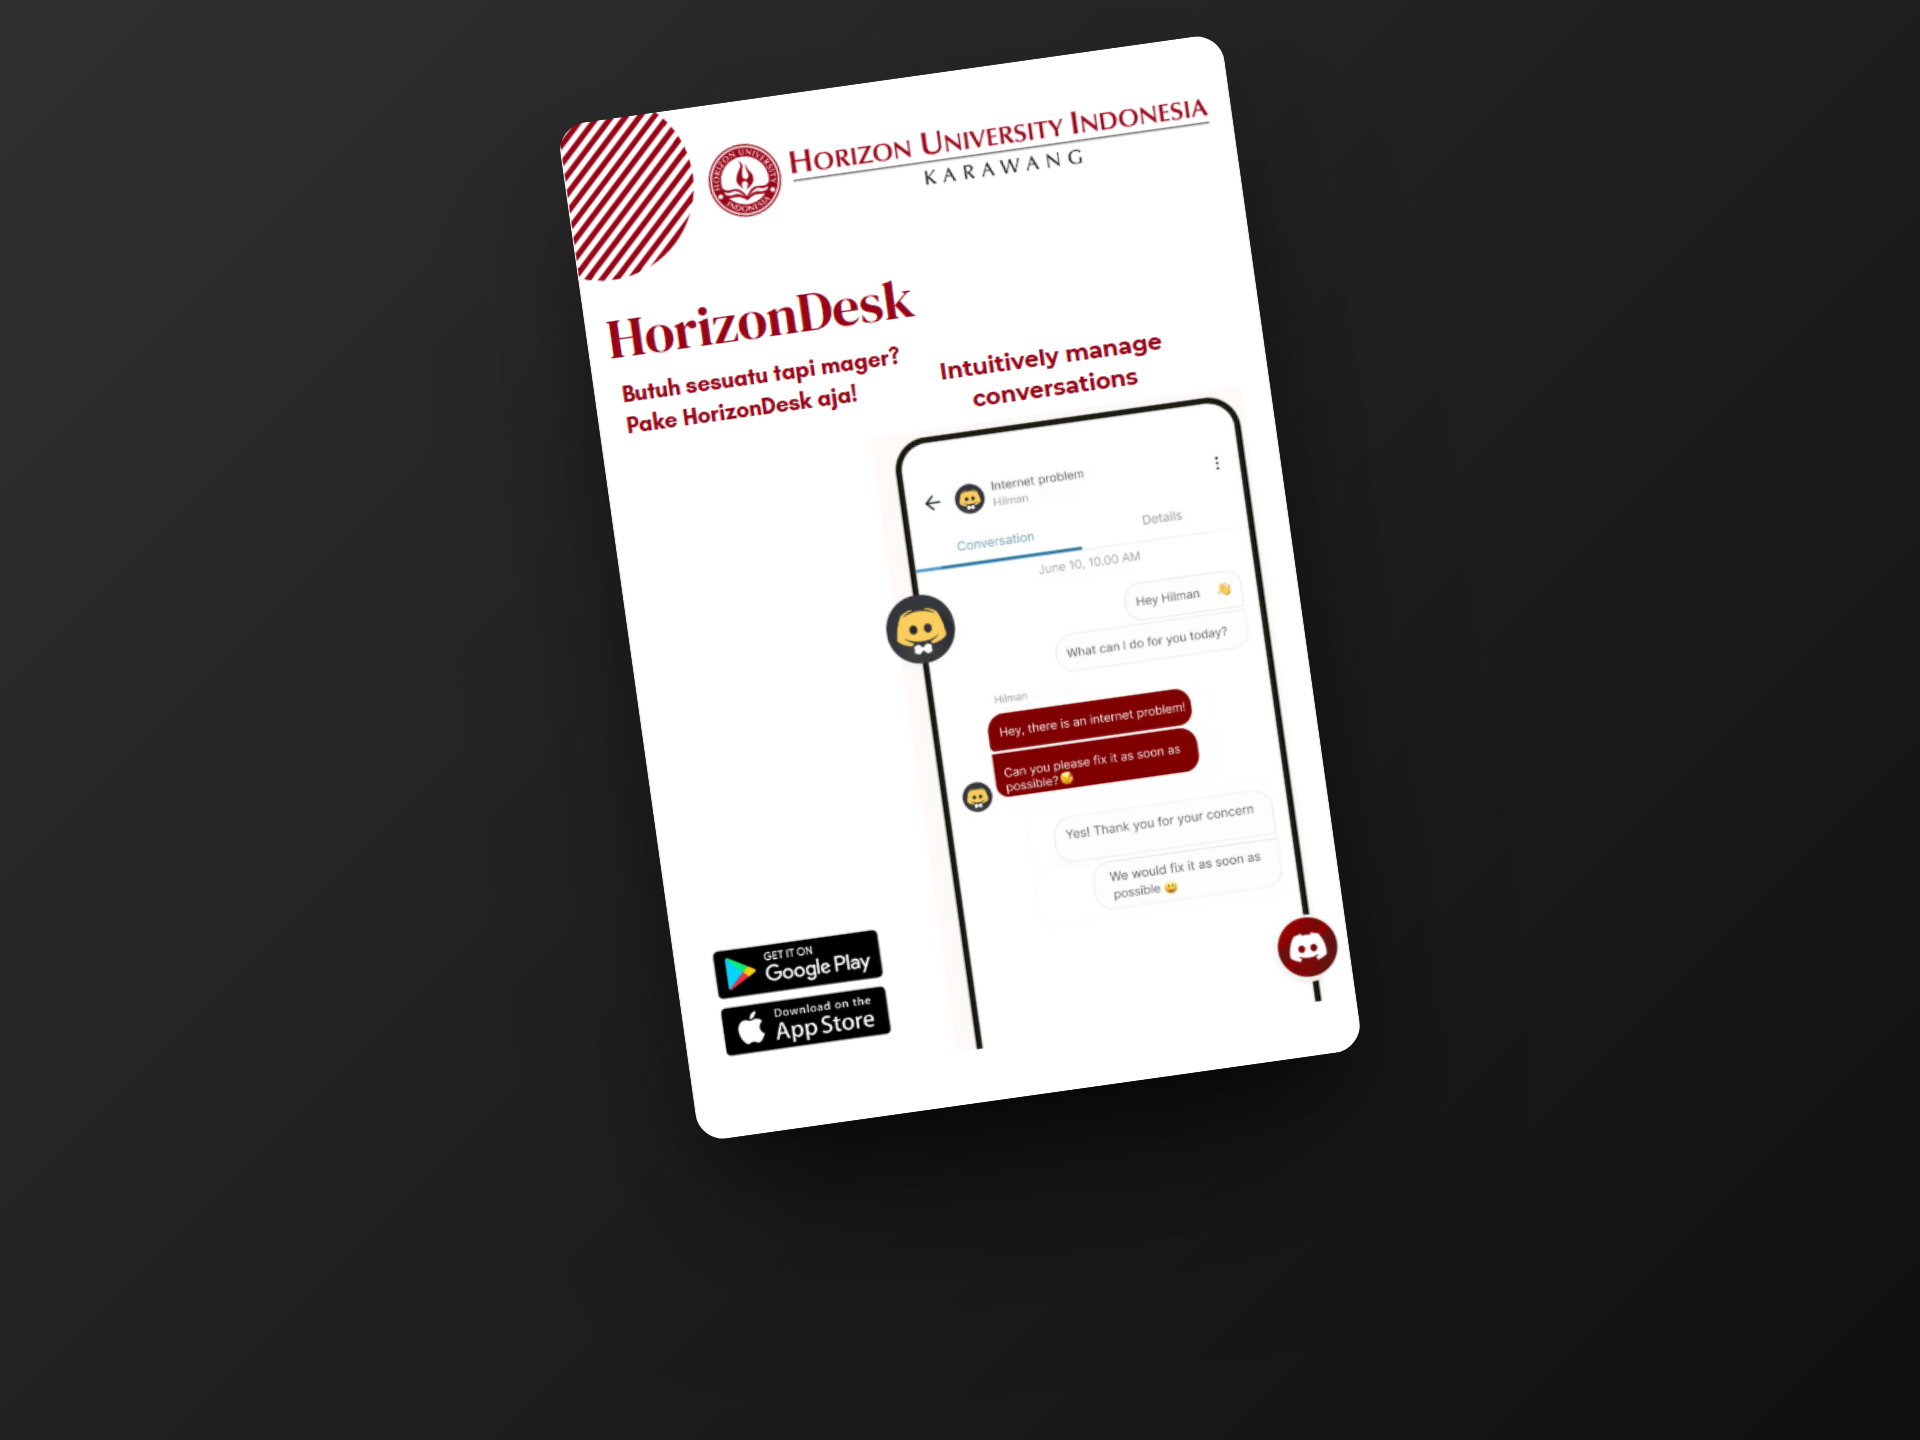 HORIZON UNIVERSITY INDONESIA
KARAWANG
HORIZON UNIVERSITY
INDONESIA
HorizonDesk
Butuh sesuatu tapi mager?
Pake HorizonDesk aja!
Intuitively manage
conversations
Internet problem
Hilman
Conversation
Details
June 10, 10.00 AM
Hey Hilman 👋
What can I do for you today?
Hilman
Hey, there is an internet problem!
Can you please fix it as soon as
possible?
Yes! Thank you for your concern
We would fix it as soon as
possible 😃
GET IT ON
Google Play
Download on the
App Store